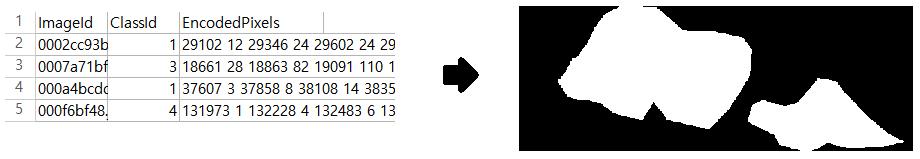 1 ImageId ClassId EncodedPixels
2 0002cc93b 1 29102 12 29346 24 29602 24 29
3 0007a71bf 3 18661 28 18863 82 19091 110 1
4 000a4bcdc 1 37607 3 37858 8 38108 14 3835
5 000f6bf48. 4 131973 1 132228 4 132483 6 13